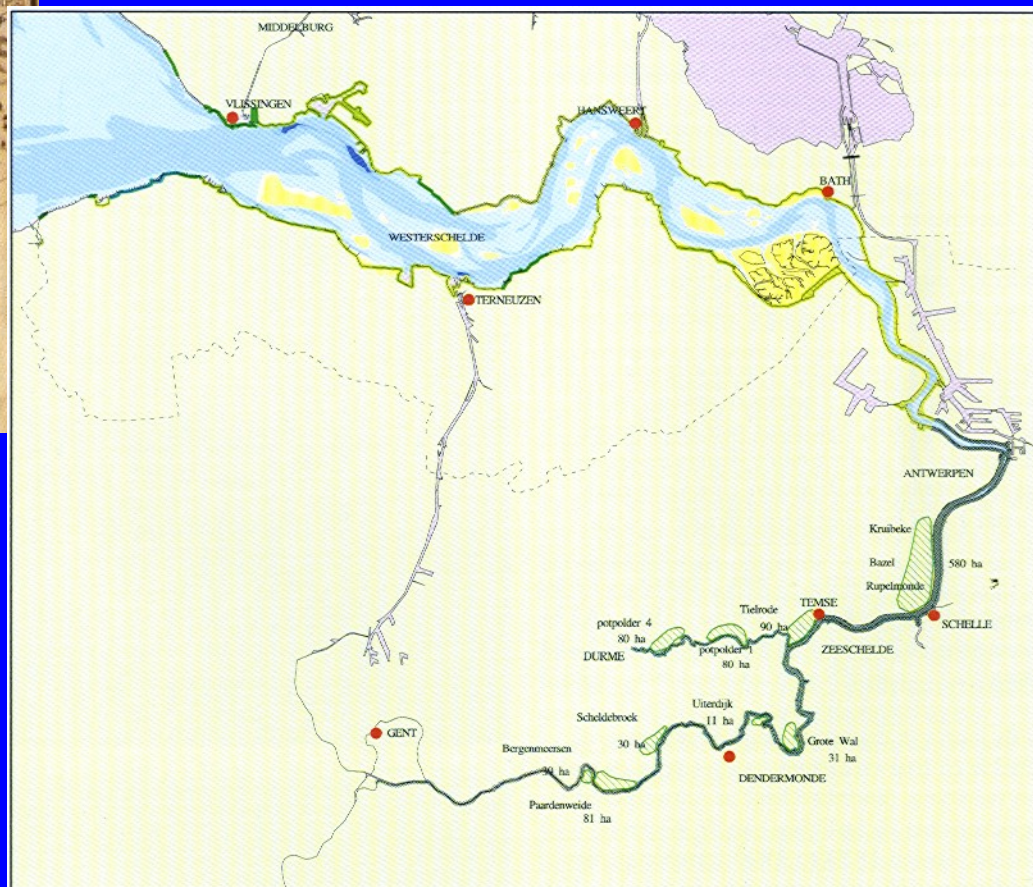 MIDDELBURG
VLISSINGEN
HANSWEERT
BATH
WESTERSCHELDE
TERNEUZEN
ANTWERPEN
Kruibeke
Bazel
580 ha
Rupelmonde
TEMSE
Tielrode
90 ha
SCHELLE
potpolder 4
80 ha
DURME
potpolder 1
80 ha
ZEESCHELDE
Uiterdijk
11 ha
Scheldebroek
30 ha
GENT
Grote Wal
31 ha
Bergenmeersen
ha
DENDERMONDE
Paardenweide
81 ha